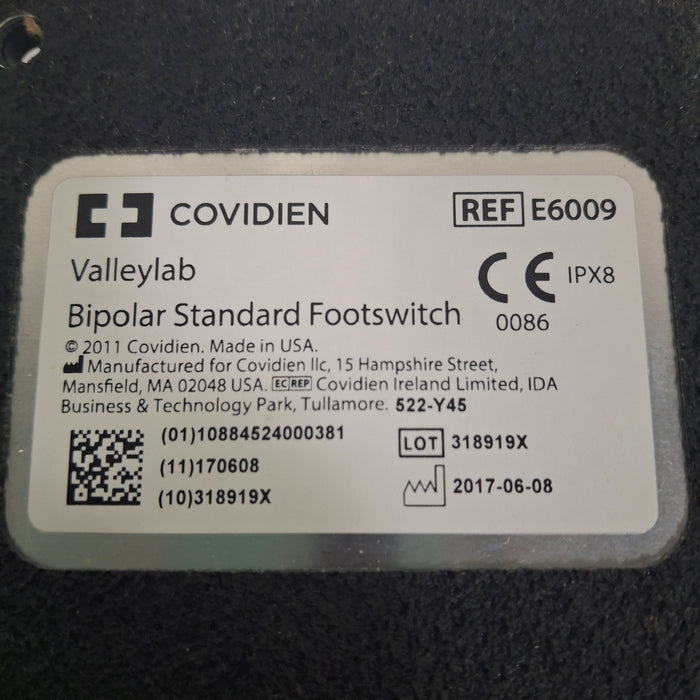 COVIDIEN
REF E6009
Valleylab
CE IPX8
Bipolar Standard Footswitch
0086
© 2011 Covidien. Made in USA.
Manufactured for Covidien llc, 15 Hampshire Street,
Mansfield, MA 02048 USA. EC REP Covidien Ireland Limited, IDA
Business & Technology Park, Tullamore. 522-Y45
(01)10884524000381
LOT 318919X
(11)170608
2017-06-08
(10)318919X